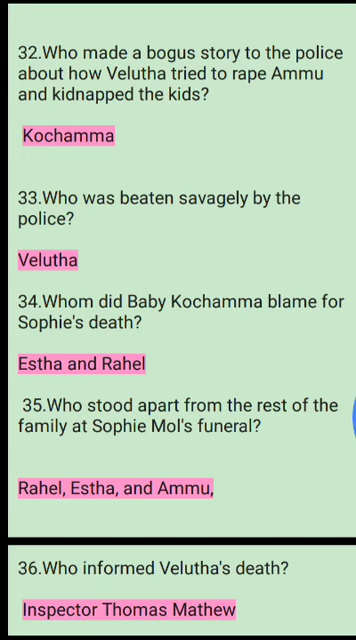 32.Who made a bogus story to the police
about how Velutha tried to rape Ammu
and kidnapped the kids?
Kochamma
33.Who was beaten savagely by the
police?
Velutha
34.Whom did Baby Kochamma blame for
Sophie's death?
Estha and Rahel
35.Who stood apart from the rest of the
family at Sophie Mol's funeral?
Rahel, Estha, and Ammu,
36.Who informed Velutha's death?
Inspector Thomas Mathew